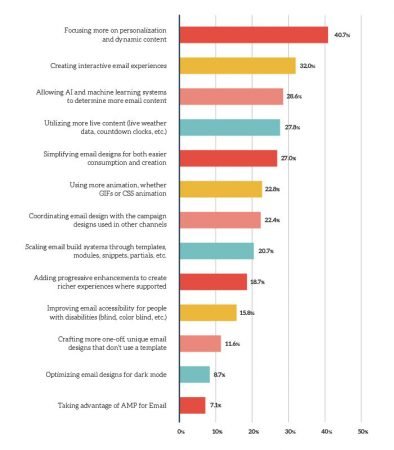 Focusing more on personalization
and dynamic content
40.7%
Creating interactive email experiences
32.0%
Allowing AI and machine learning systems
to determine more email content
28.6%
Utilizing more live content (live weather
data, countdown clocks, etc.)
27.8%
Simplifying email designs for both easier
consumption and creation
27.0%
Using more animation, whether
GIFs or CSS animation
22.8%
Coordinating email design with the campaign
designs used in other channels
22.4%
Scaling email build systems through templates,
modules, snippets, partials, etc.
20.7%
Adding progressive enhancements to create
richer experiences where supported
18.7%
Improving email accessibility for people
with disabilities (blind, color blind, etc.)
15.8%
Crafting more one-off, unique email
designs that don't use a template
11.6%
Optimizing email designs for dark mode
8.7%
Taking advantage of AMP for Email
7.1%
0% 10% 20% 30% 40% 50%